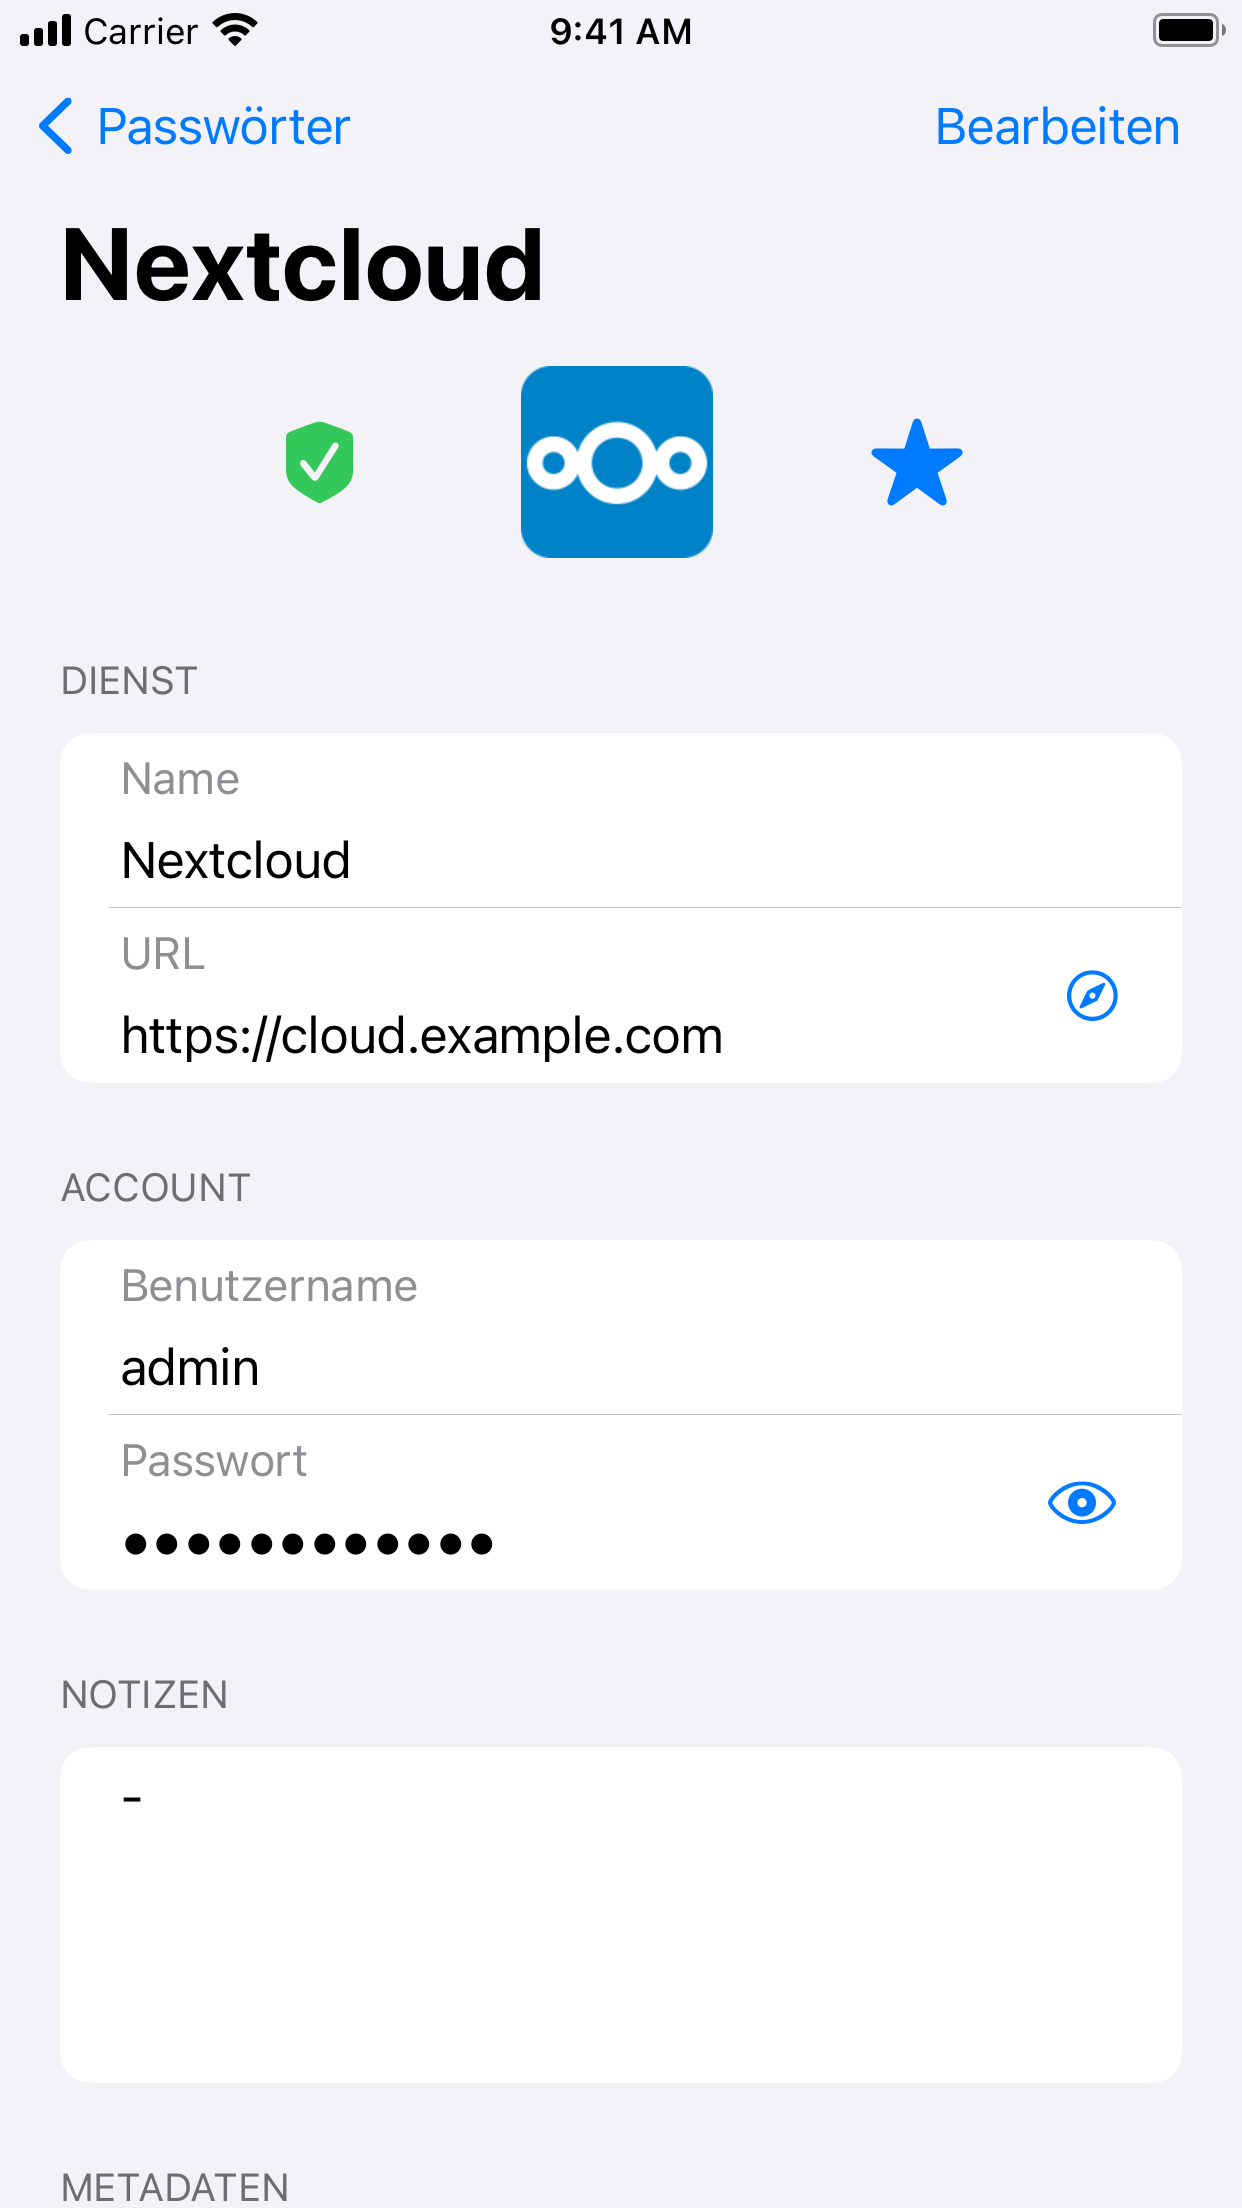 Carrier 9:41 AM
Passwörter Bearbeiten
Nextcloud
DIENST
Name
Nextcloud
URL
https://cloud.example.com
ACCOUNT
Benutzername
admin
Passwort
••••••••••••
NOTIZEN
-
METADATEN